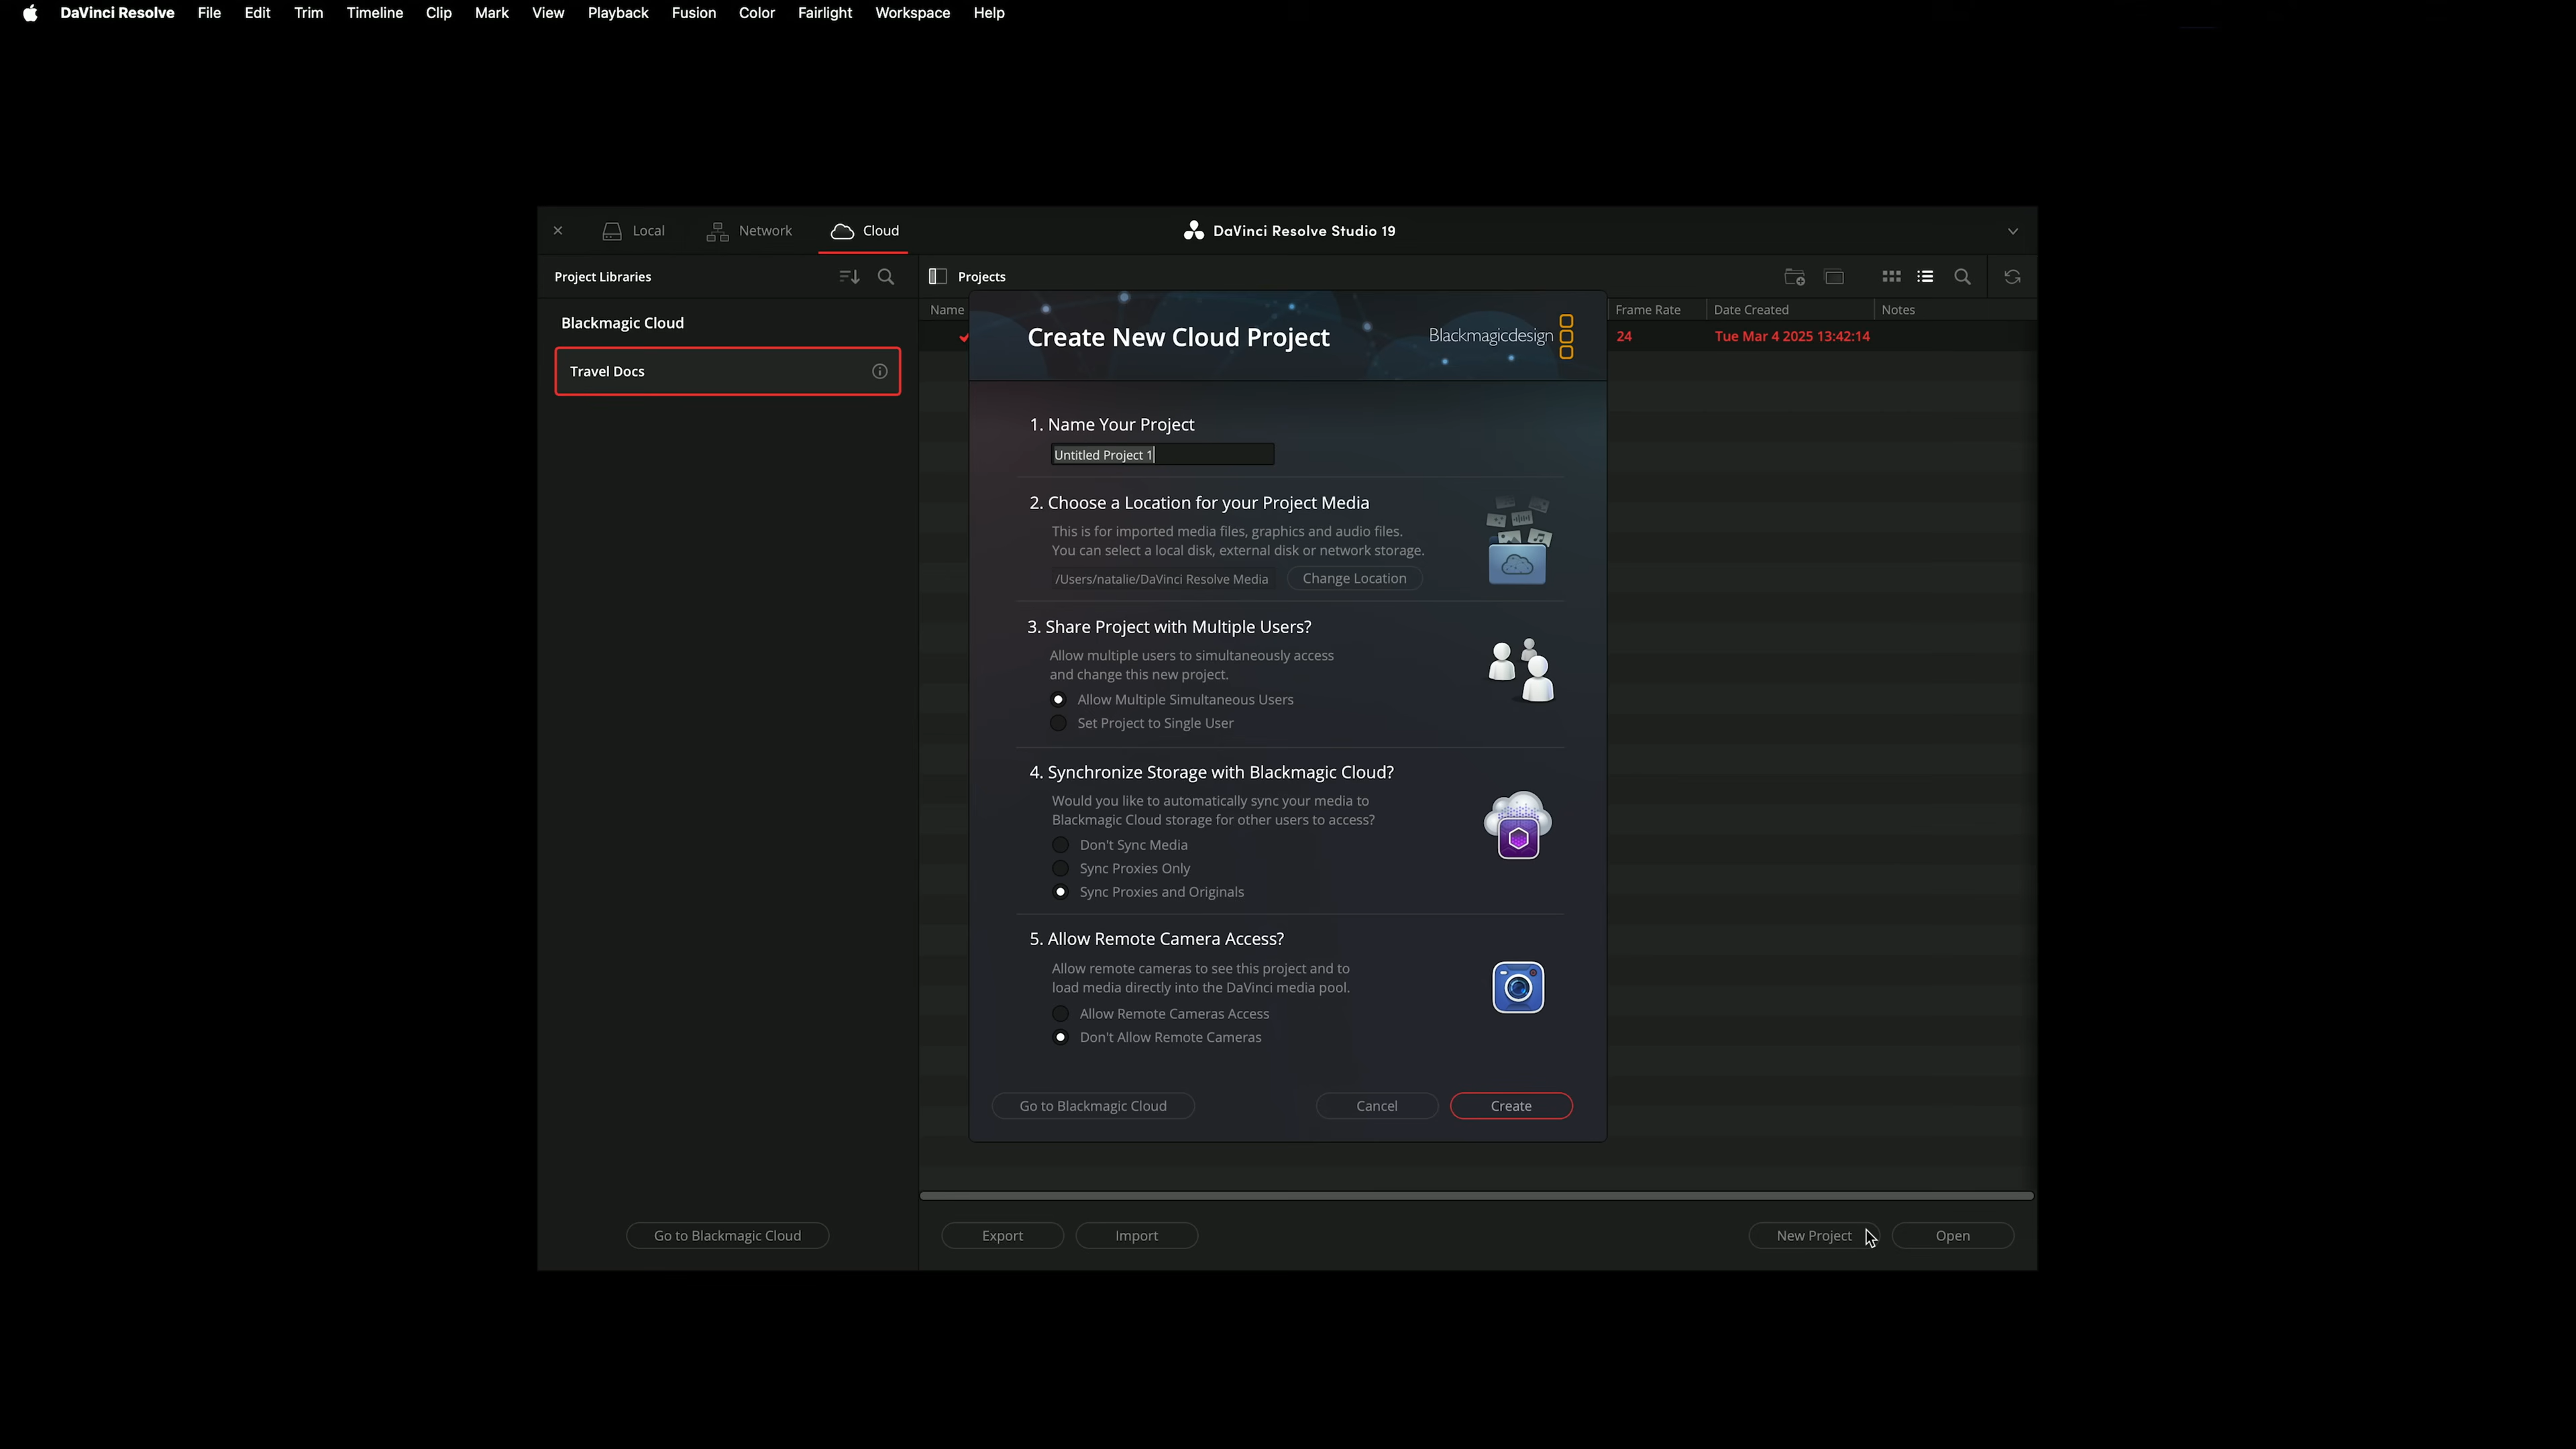 DaVinci Resolve File Edit Trim Timeline Clip Mark View Playback Fusion Color Fairlight Workspace Help
Local Network Cloud DaVinci Resolve Studio 19
Project Libraries Projects
Name Frame Rate Date Created Notes
Blackmagic Cloud
24 Tue Mar 4 2025 13:42:14
Travel Docs
Create New Cloud Project Blackmagicdesign
1. Name Your Project
Untitled Project 1
2. Choose a Location for your Project Media
This is for imported media files, graphics and audio files.
You can select a local disk, external disk or network storage.
/Users/natalie/DaVinci Resolve Media Change Location
3. Share Project with Multiple Users?
Allow multiple users to simultaneously access
and change this new project.
Allow Multiple Simultaneous Users
Set Project to Single User
4. Synchronize Storage with Blackmagic Cloud?
Would you like to automatically sync your media to
Blackmagic Cloud storage for other users to access?
Don't Sync Media
Sync Proxies Only
Sync Proxies and Originals
5. Allow Remote Camera Access?
Allow remote cameras to see this project and to
load media directly into the DaVinci media pool.
Allow Remote Cameras Access
Don't Allow Remote Cameras
Go to Blackmagic Cloud Cancel Create
Go to Blackmagic Cloud Export Import New Project Open